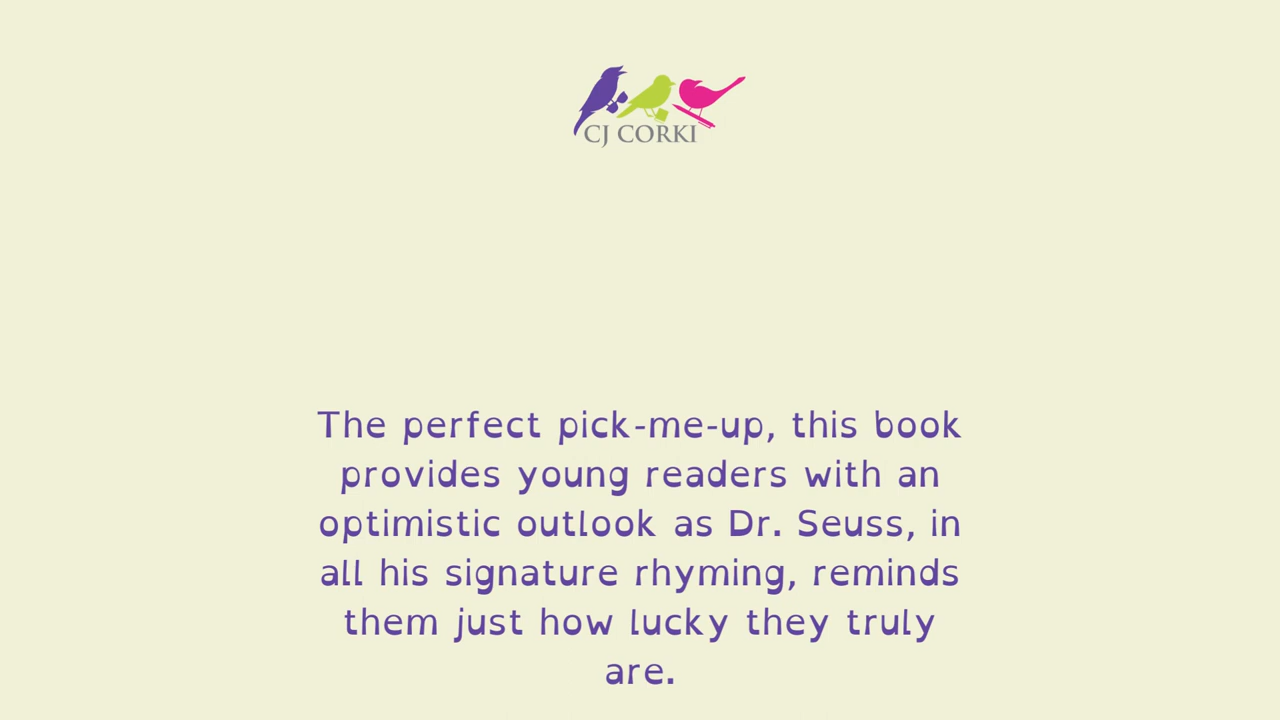 CJ CORKI
The perfect pick-me-up, this book
provides young readers with an
optimistic outlook as Dr. Seuss, in
all his signature rhyming, reminds
them just how lucky they truly
are.